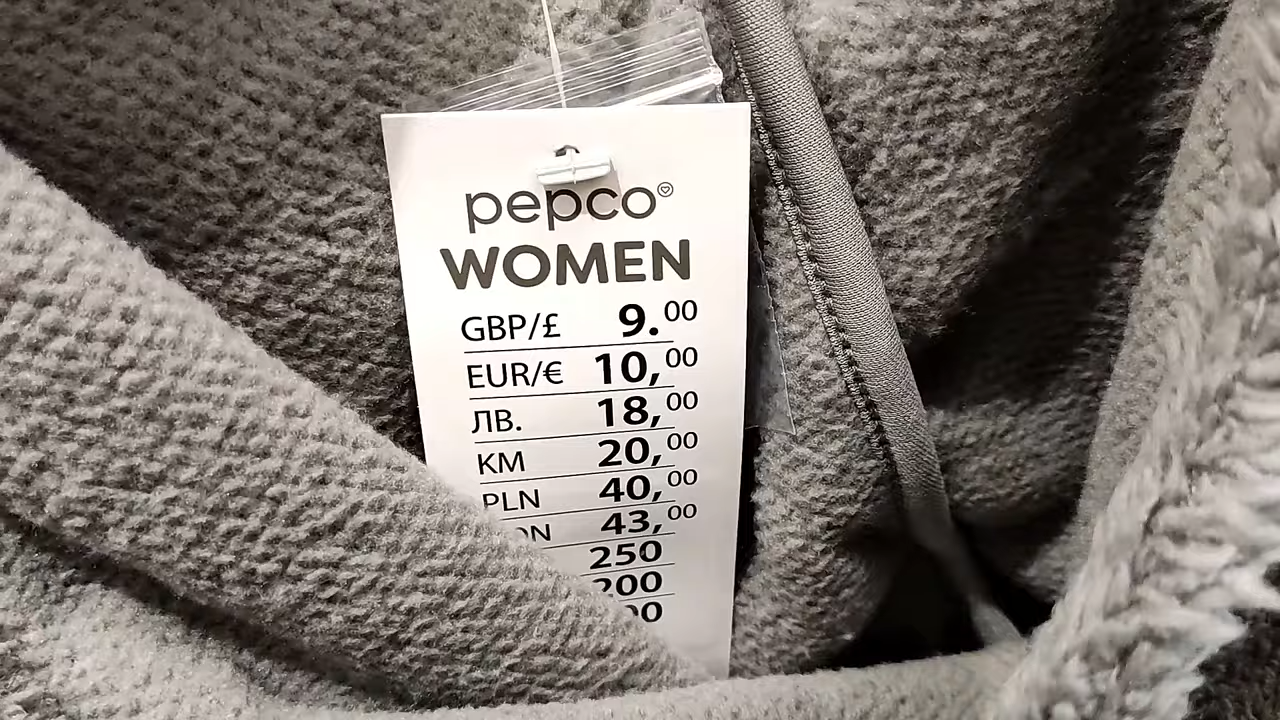 pepco
WOMEN
GBP/£ 9.00
EUR/€ 10,00
ЛВ. 18,00
KM 20,00
PLN 40,00
43,00
250